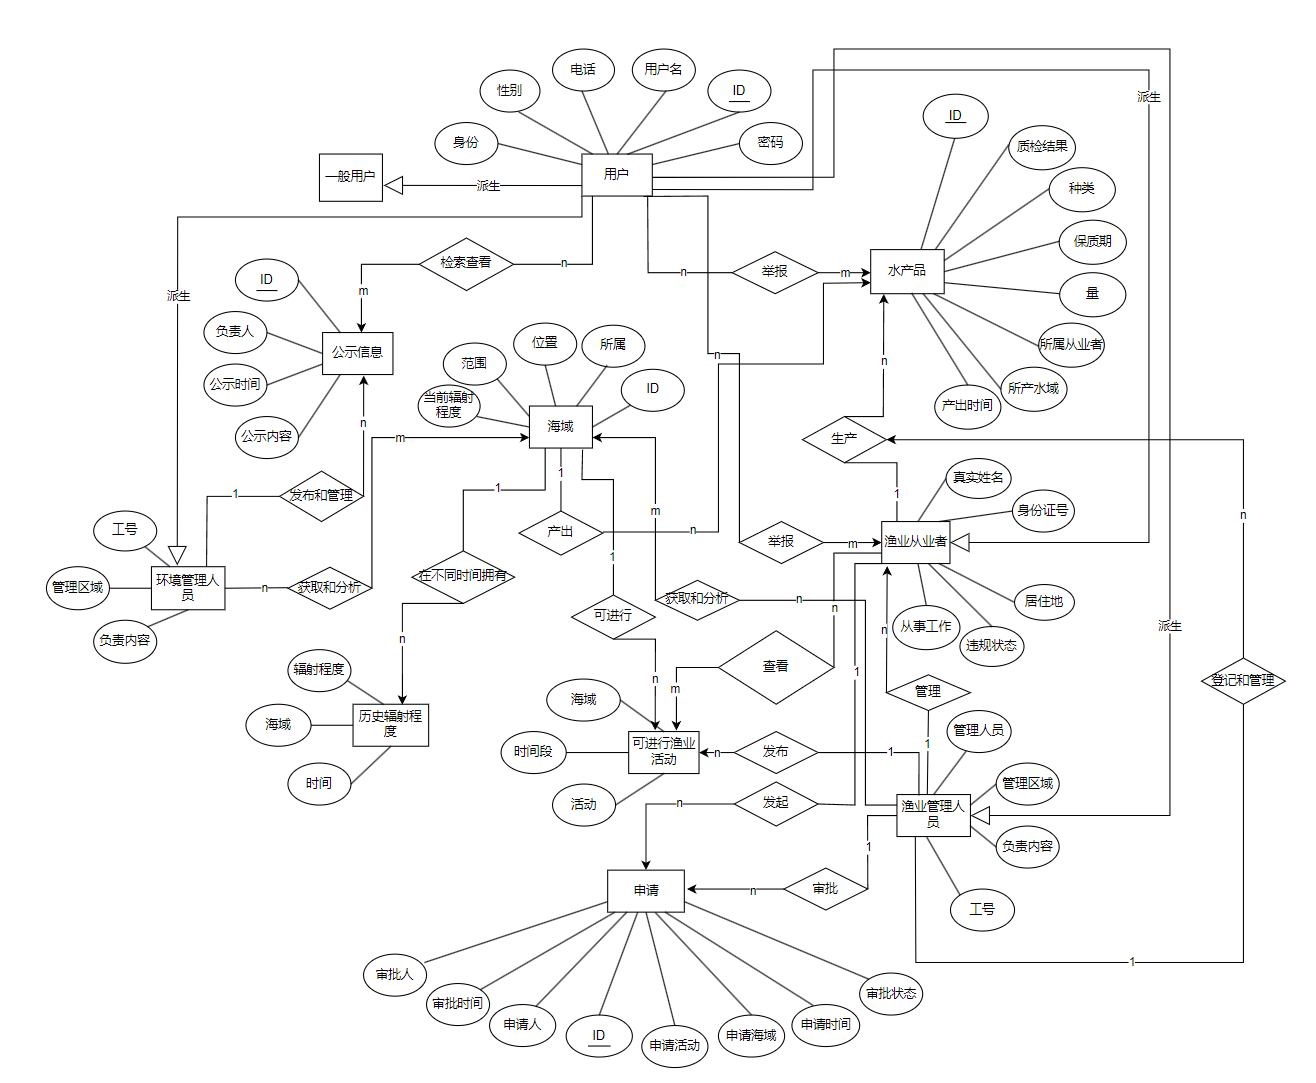 电话
用户名
性别
ID
身份
密码
派生
ID
质检结果
一般用户
派生
用户
种类
保质期
检索查看
n
n
举报
m
水产品
ID
m
派生
量
负责人
公示信息
位置
所属
所属从业者
范围
n
n
公示时间
当前辐射
程度
ID
所产水域
产出时间
公示内容
n
海域
m
生产
1
真实姓名
1
发布和管理
1
1
m
身份证号
n
工号
产出
n
举报
m
渔业从业者
1
在不同时间拥有
管理区域
环境管理人
员
n
获取和分析
获取和分析
n
居住地
n
可进行
从事工作
n
派生
负责内容
n
违规状态
辐射程度
查看
1
n
m
管理
登记和管理
海域
历史辐射程
度
海域
管理人员
时间段
可进行渔业
活动
n
发布
1
1
时间
管理区域
活动
n
发起
渔业管理人
员
1
负责内容
申请
n
审批
工号
1
审批人
审批时间
申请人
ID
申请活动
申请海域
申请时间
审批状态